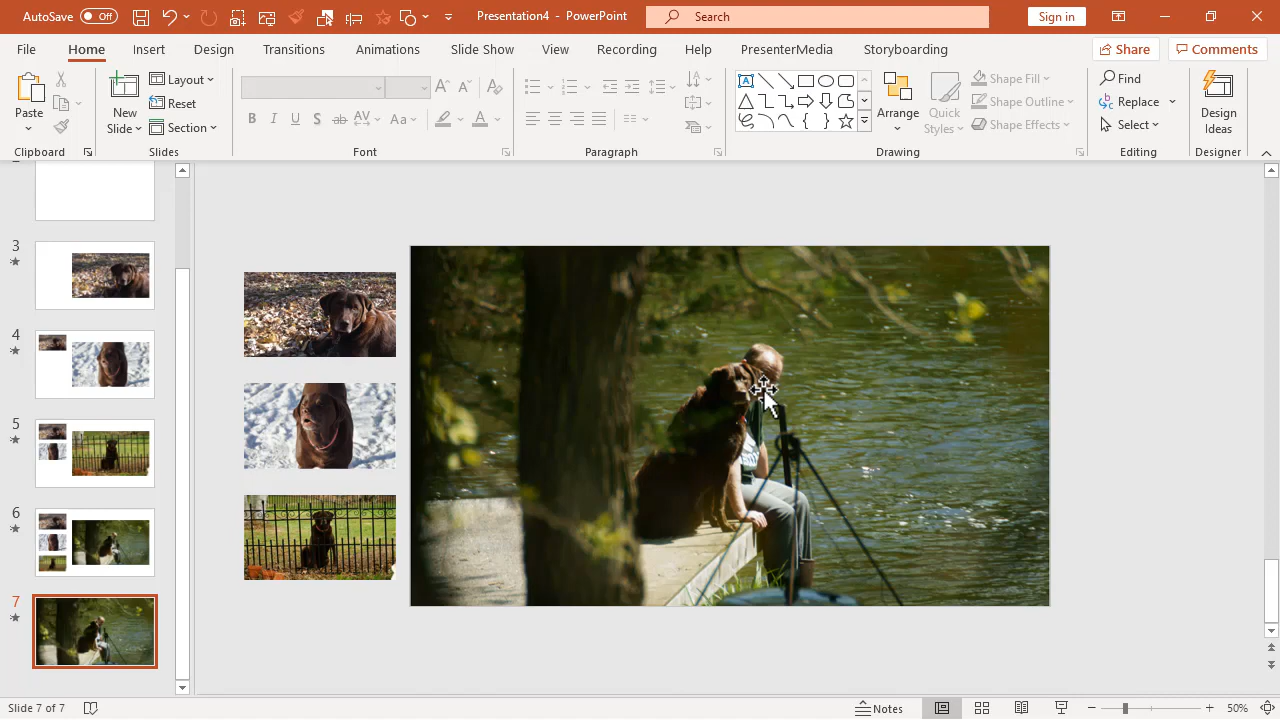 AutoSave Off Presentation4 - PowerPoint Search Sign in
File Home Insert Design Transitions Animations Slide Show View Recording Help PresenterMedia Storyboarding Share Comments
Paste New Slide Layout Reset Section Arrange Quick Styles Shape Fill Shape Outline Shape Effects Find Replace Select Design Ideas
B I U S ab AV Aa A
Clipboard Slides Font Paragraph Drawing Editing Designer
3
4
5
6
7
Slide 7 of 7 Notes 50%